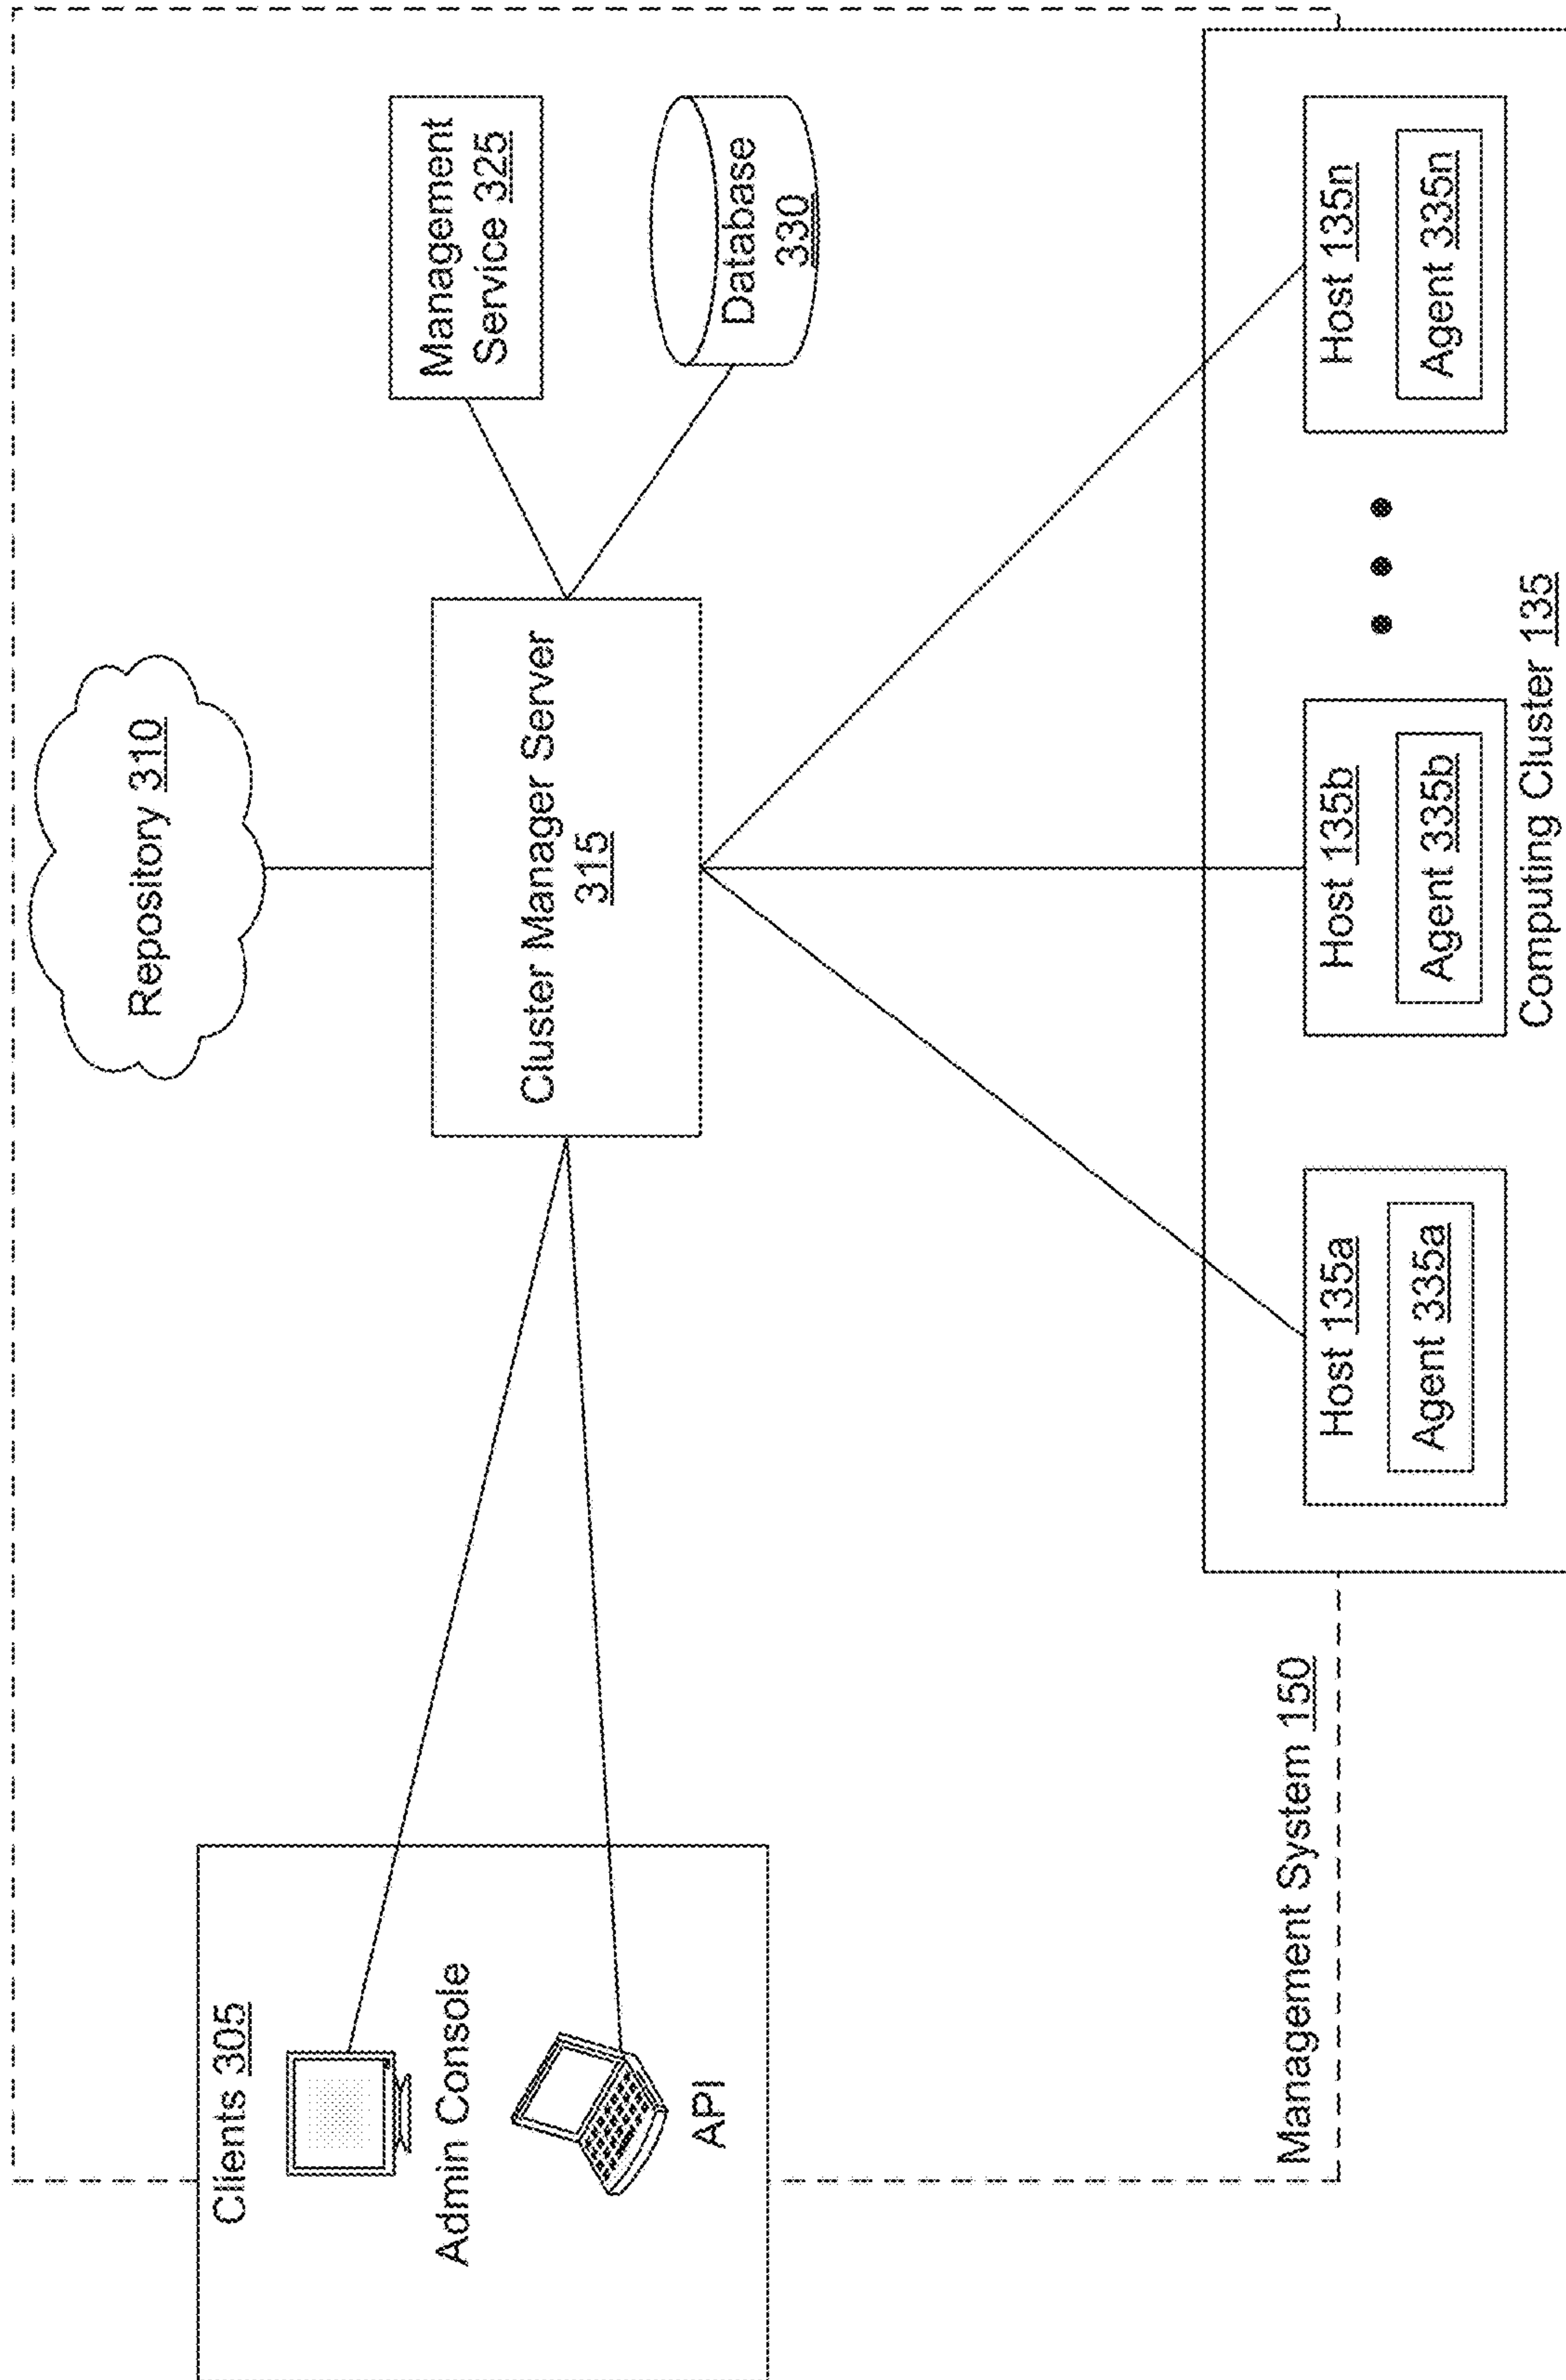 Repository 310
Clients 305
Admin Console
API
Cluster Manager Server
315
Management
Service 325
Database
330
Management System 150
Host 135a
Agent 335a
Host 135b
Agent 335b
Host 135n
Agent 335n
Computing Cluster 135